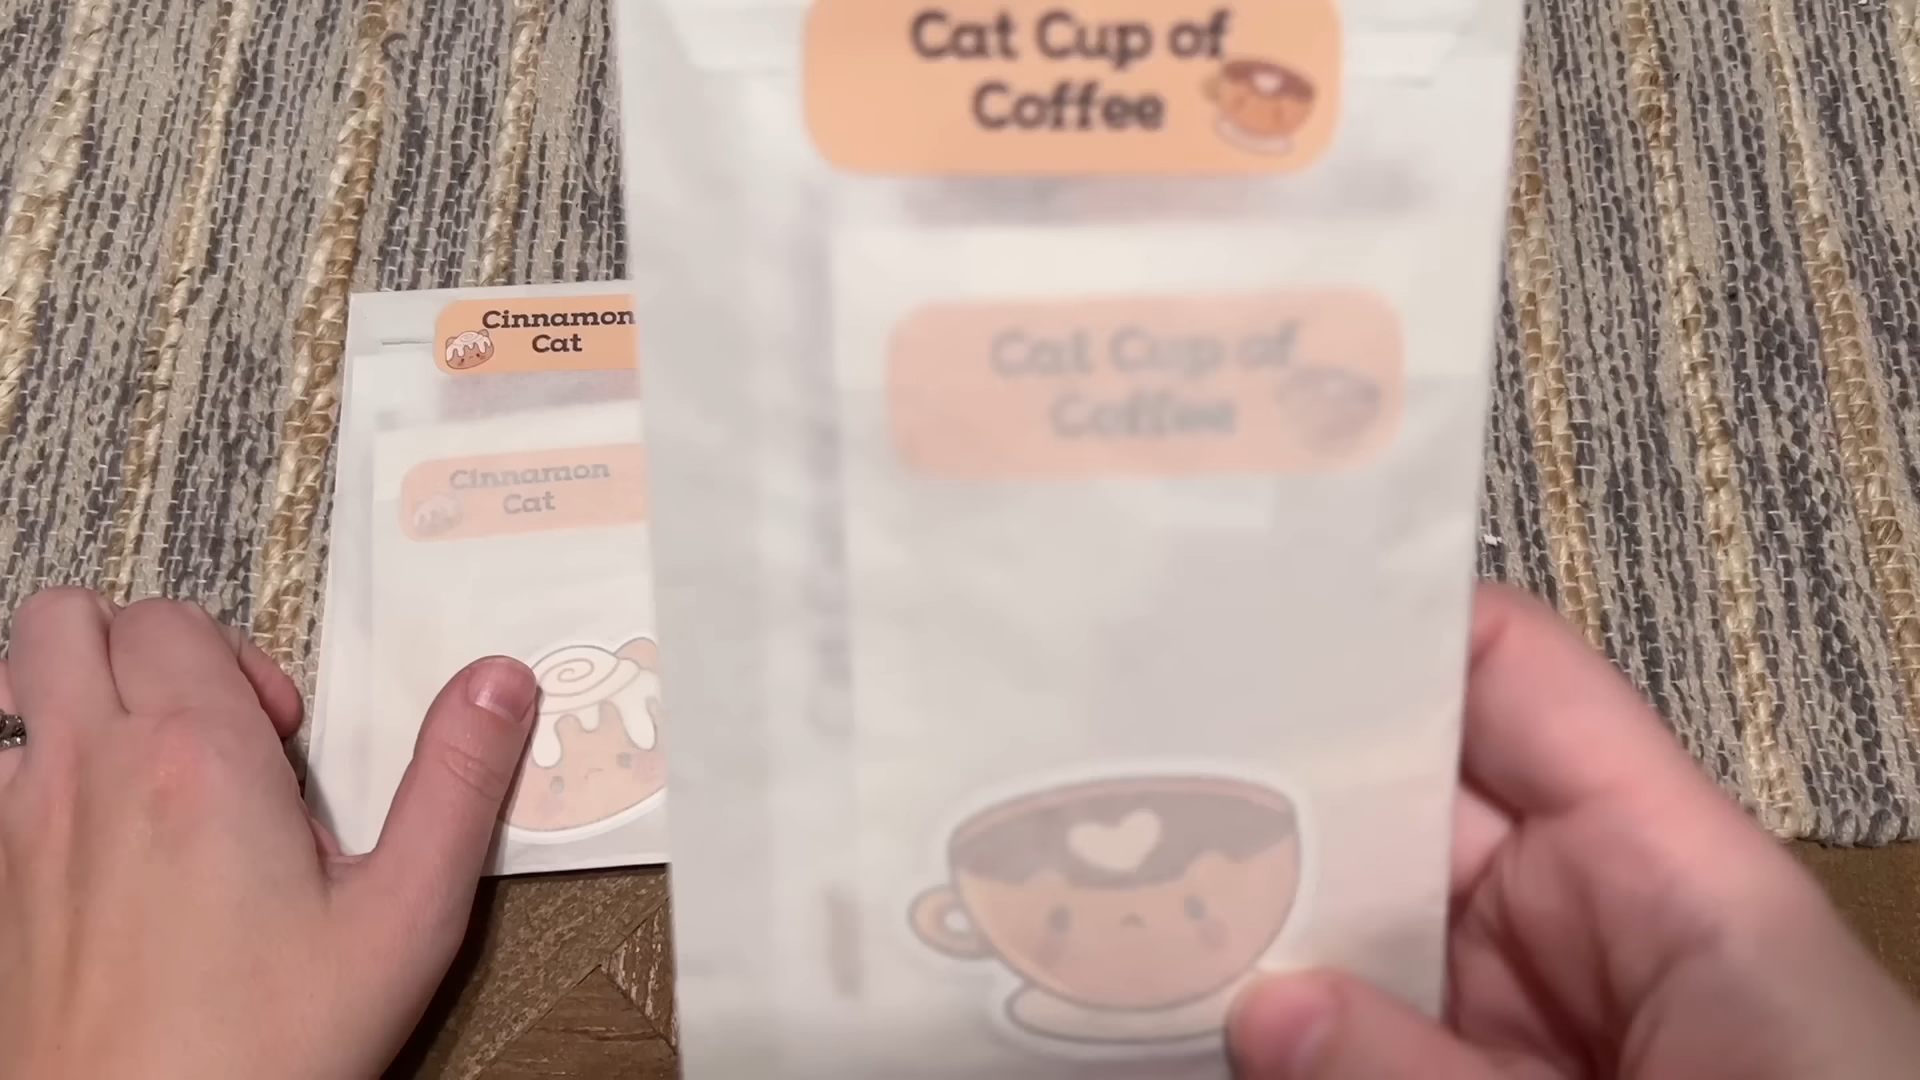 Cat Cup of
Coffee
Cat Cup of
Coffee
Cinnamon
Cat
Cinnamon
Cat